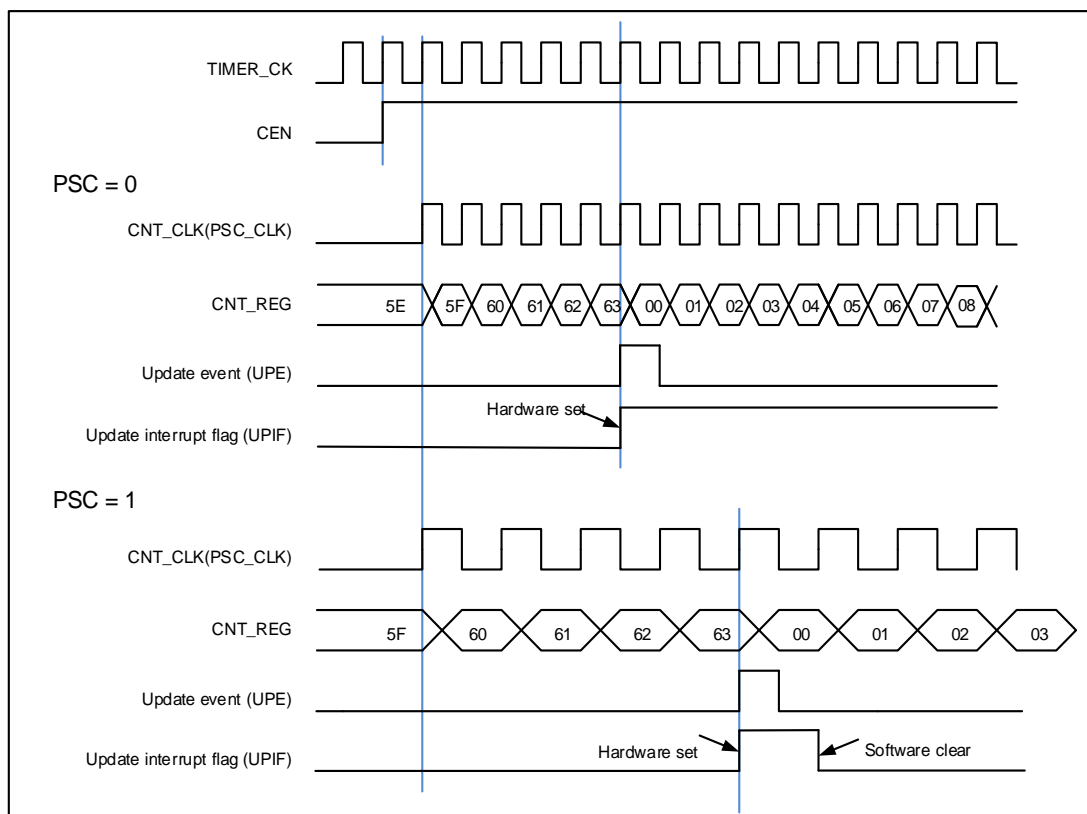 TIMER_CK
CEN
PSC = 0
CNT_CLK(PSC_CLK)
CNT_REG 5E 5F 60 61 62 63 00 01 02 03 04 05 06 07 08
Update event (UPE)
Hardware set
Update interrupt flag (UPIF)
PSC = 1
CNT_CLK(PSC_CLK)
CNT_REG 5F 60 61 62 63 00 01 02 03
Update event (UPE)
Update interrupt flag (UPIF) Hardware set Software clear